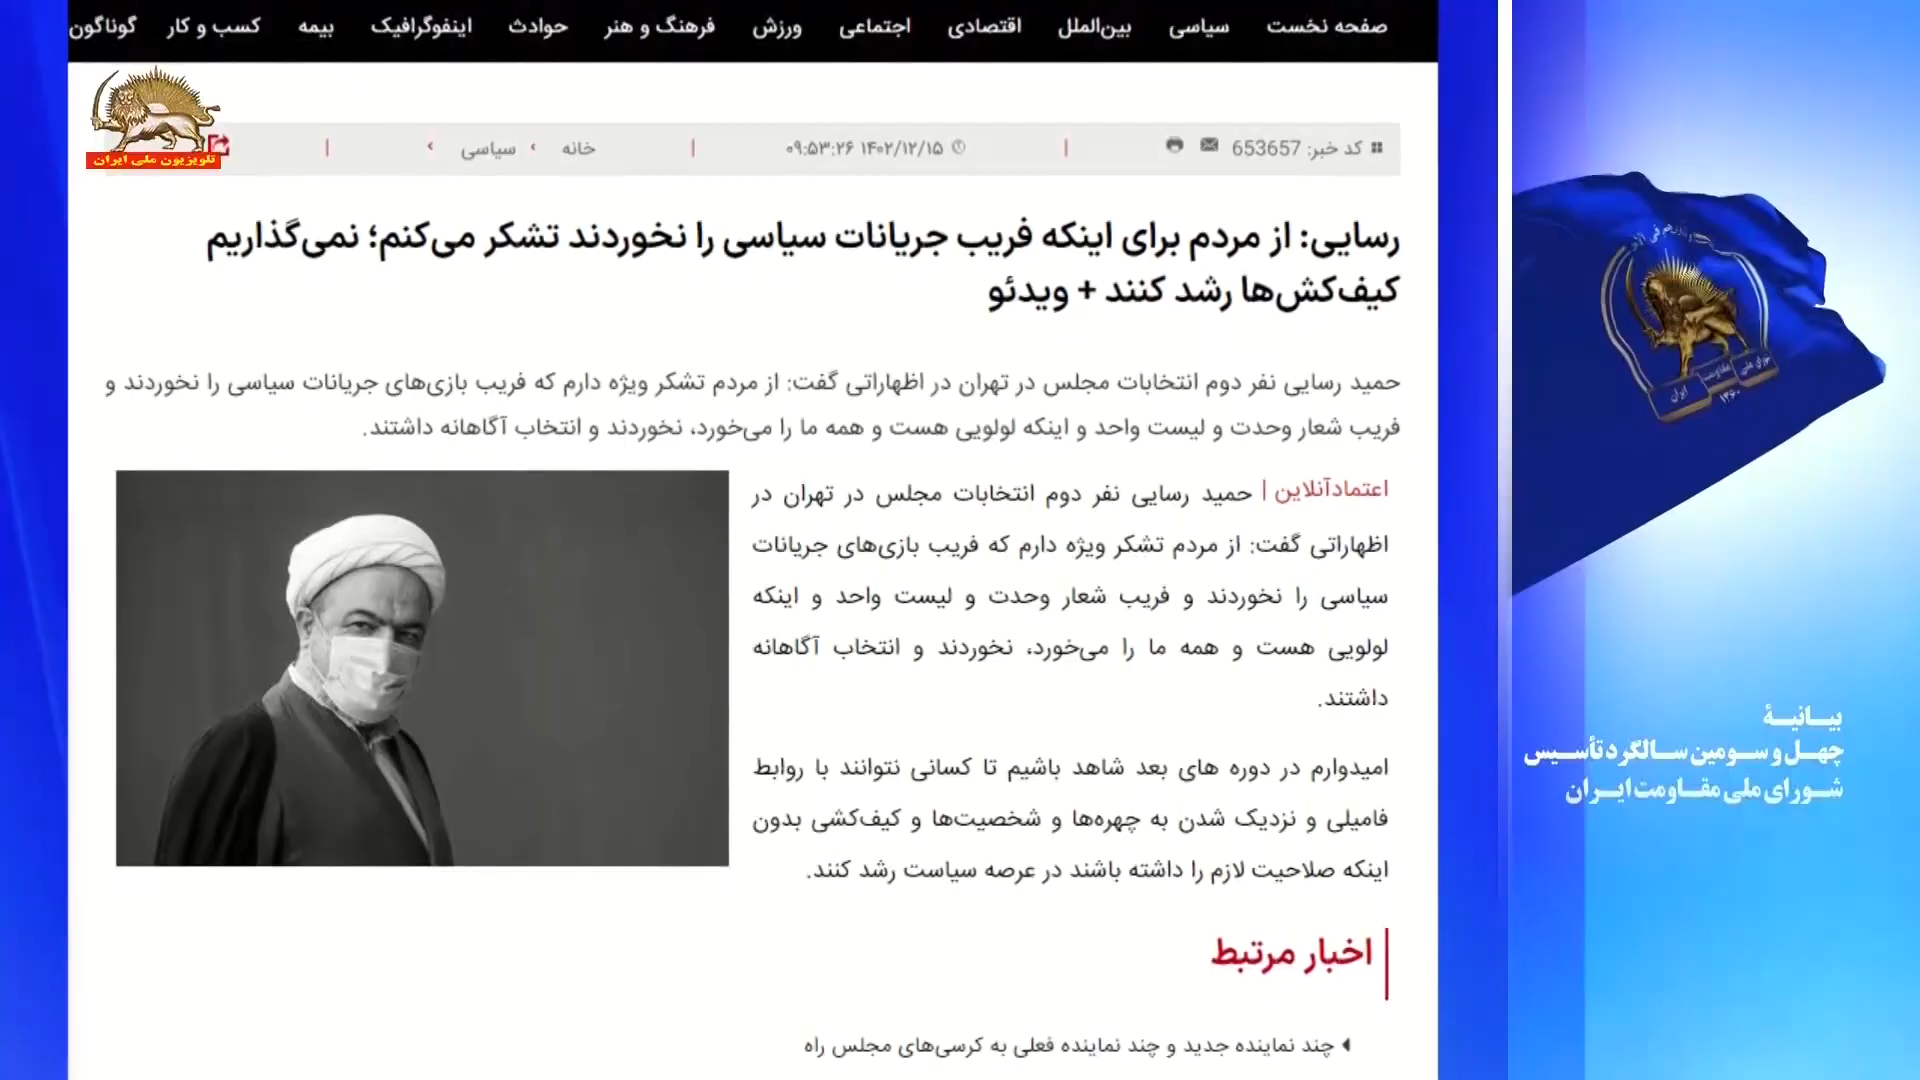 صفحه نخست سیاسی بین‌الملل اقتصادی اجتماعی ورزش فرهنگ و هنر حوادث اینفوگرافیک بیمه کسب و کار گوناگون
تلویزیون ملی ایران
کد خبر: 653657 | ۱۴۰۲/۱۲/۱۵ ۰۹:۵۳:۲۶ | خانه › سیاسی › |
رسایی: از مردم برای اینکه فریب جریانات سیاسی را نخوردند تشکر می‌کنم؛ نمی‌گذاریم
کیف‌کش‌ها رشد کنند + ویدئو
حمید رسایی نفر دوم انتخابات مجلس در تهران در اظهاراتی گفت: از مردم تشکر ویژه دارم که فریب بازی‌های جریانات سیاسی را نخوردند و
فریب شعار وحدت و لیست واحد و اینکه لولویی هست و همه ما را می‌خورد، نخوردند و انتخاب آگاهانه داشتند.
اعتمادآنلاین | حمید رسایی نفر دوم انتخابات مجلس در تهران در
اظهاراتی گفت: از مردم تشکر ویژه دارم که فریب بازی‌های جریانات
سیاسی را نخوردند و فریب شعار وحدت و لیست واحد و اینکه
لولویی هست و همه ما را می‌خورد، نخوردند و انتخاب آگاهانه
داشتند.
امیدوارم در دوره های بعد شاهد باشیم تا کسانی نتوانند با روابط
فامیلی و نزدیک شدن به چهره‌ها و شخصیت‌ها و کیف‌کشی بدون
اینکه صلاحیت لازم را داشته باشند در عرصه سیاست رشد کنند.
اخبار مرتبط
چند نماینده جدید و چند نماینده فعلی به کرسی‌های مجلس راه
شورای ملی مقاومت ایران
۱۳۶۰
بیانیهٔ
چهل و سومین سالگرد تأسیس
شورای ملی مقاومت ایران